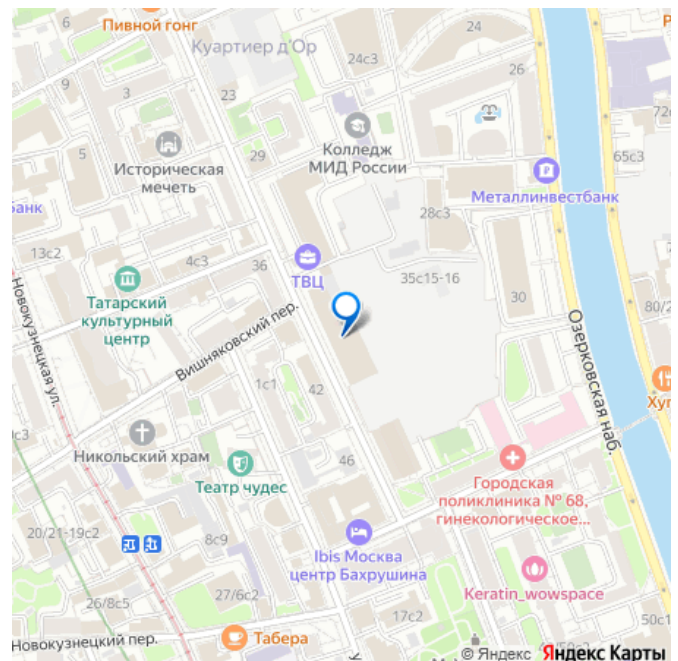 Пивной гонг
Куартиер д'Ор
24
24с3
26
6
9
3
23
5
29
Историческая
мечеть
Колледж
МИД России
65с3
Металлинвестбанк
анк
28с3
13с2
4с3
36
ТВЦ
35с15-16
30
80/2
Татарский
культурный
центр
Новокузнецкая ул.
Вишняковский пер.
Озерковская наб.
1с1
42
Хуг
Никольский храм
46
Театр чудес
Городская
поликлиника № 68,
гинекологическое...
20/21-19с2
8с9
Ibis Москва
центр Бахрушина
Keratin_wowspace
27/6с2
26/8с5
17с2
50с1
Новокузнецкий пер.
Табера
© Яндекс Яндекс Карты